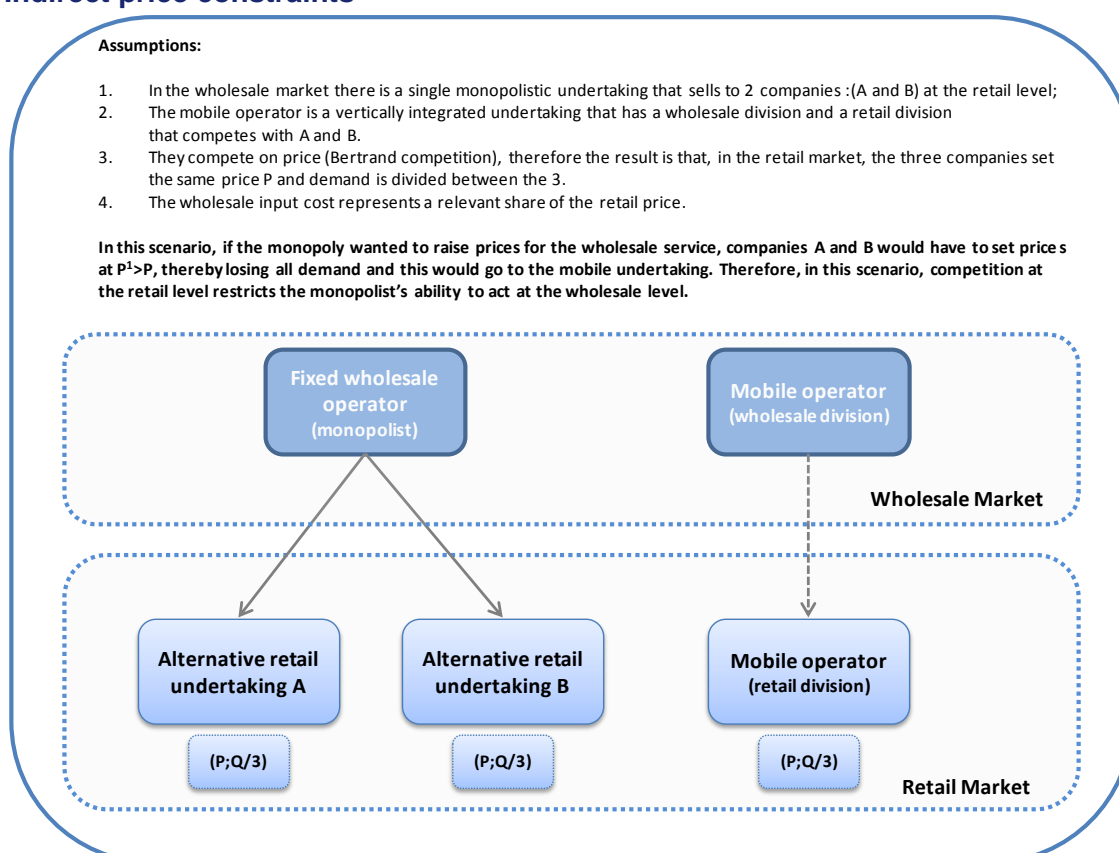 Indirect price constraints
Assumptions:
1. In the wholesale market there is a single monopolistic undertaking that sells to 2 companies :(A and B) at the retail level;
2. The mobile operator is a vertically integrated undertaking that has a wholesale division and a retail division
that competes with A and B.
3. They compete on price (Bertrand competition), therefore the result is that, in the retail market, the three companies set
the same price P and demand is divided between the 3.
4. The wholesale input cost represents a relevant share of the retail price.
In this scenario, if the monopoly wanted to raise prices for the wholesale service, companies A and B would have to set prices
at P¹>P, thereby losing all demand and this would go to the mobile undertaking. Therefore, in this scenario, competition at
the retail level restricts the monopolist's ability to act at the wholesale level.
Fixed wholesale
operator
(monopolist)
Mobile operator
(wholesale division)
Wholesale Market
Alternative retail
undertaking A
Alternative retail
undertaking B
Mobile operator
(retail division)
(P;Q/3)
(P;Q/3)
(P;Q/3)
Retail Market